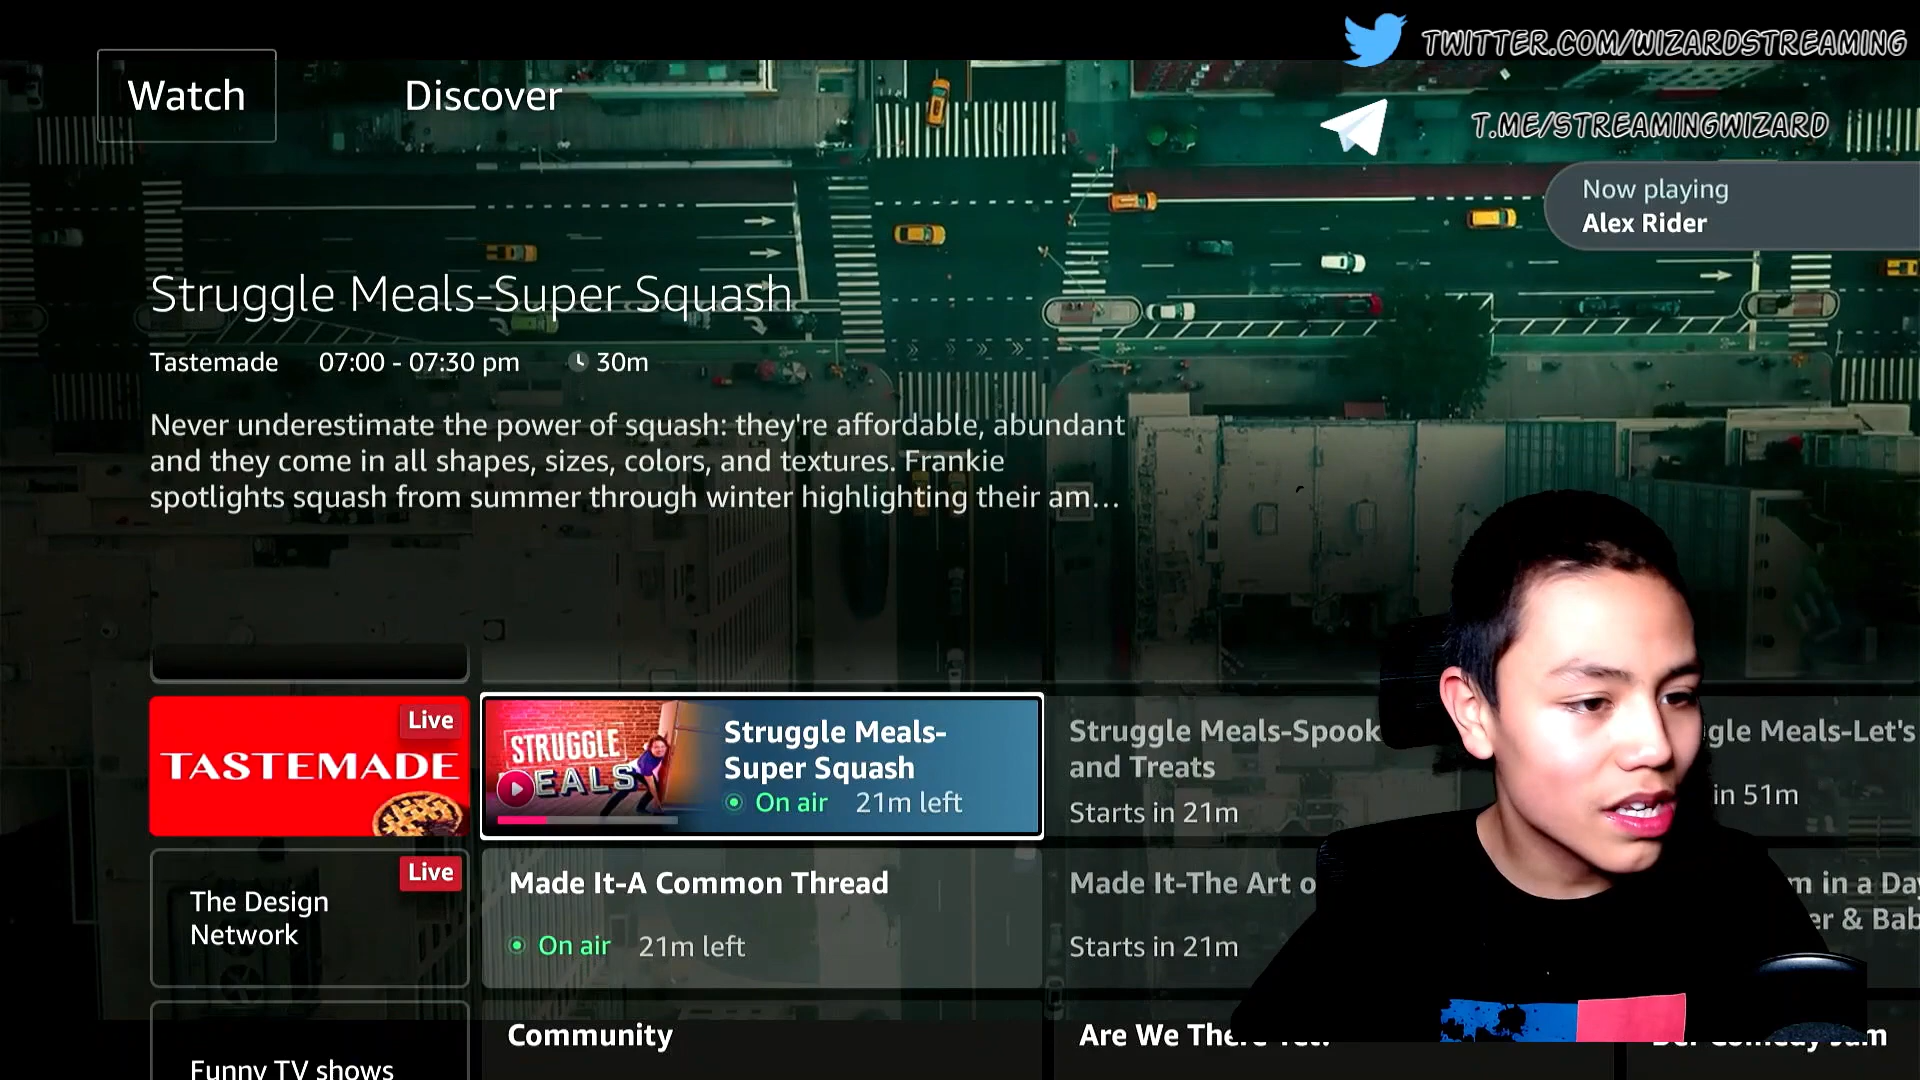 TWITTER.COM/WIZARDSTREAMING
Watch
Discover
T.ME/STREAMINGWIZARD
Now playing
Alex Rider
Struggle Meals-Super Squash
Tastemade 07:00 - 07:30 pm 30m
Never underestimate the power of squash: they're affordable, abundant
and they come in all shapes, sizes, colors, and textures. Frankie
spotlights squash from summer through winter highlighting their am...
Live
TASTEMADE
STRUGGLE
MEALS
Struggle Meals-
Super Squash
On air 21m left
Struggle Meals-Spook
and Treats
Starts in 21m
gle Meals-Let's
in 51m
Live
The Design
Network
Made It-A Common Thread
On air 21m left
Made It-The Art o
Starts in 21m
m in a Day
er & Bab
Funny TV shows
Community
Are We There Yet?